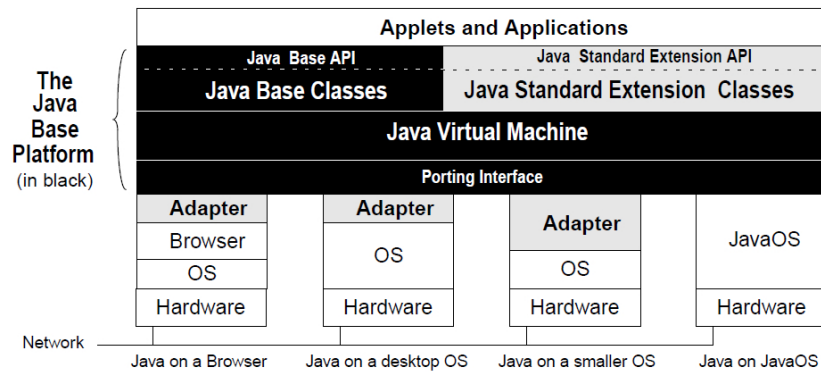 Applets and Applications
Java Base API
Java Standard Extension API
The
Java
Base
Platform
(in black)
Java Base Classes
Java Standard Extension Classes
Java Virtual Machine
Porting Interface
Adapter
Browser
OS
Hardware
Adapter
OS
Hardware
Adapter
OS
Hardware
JavaOS
Hardware
Network
Java on a Browser
Java on a desktop OS
Java on a smaller OS
Java on JavaOS